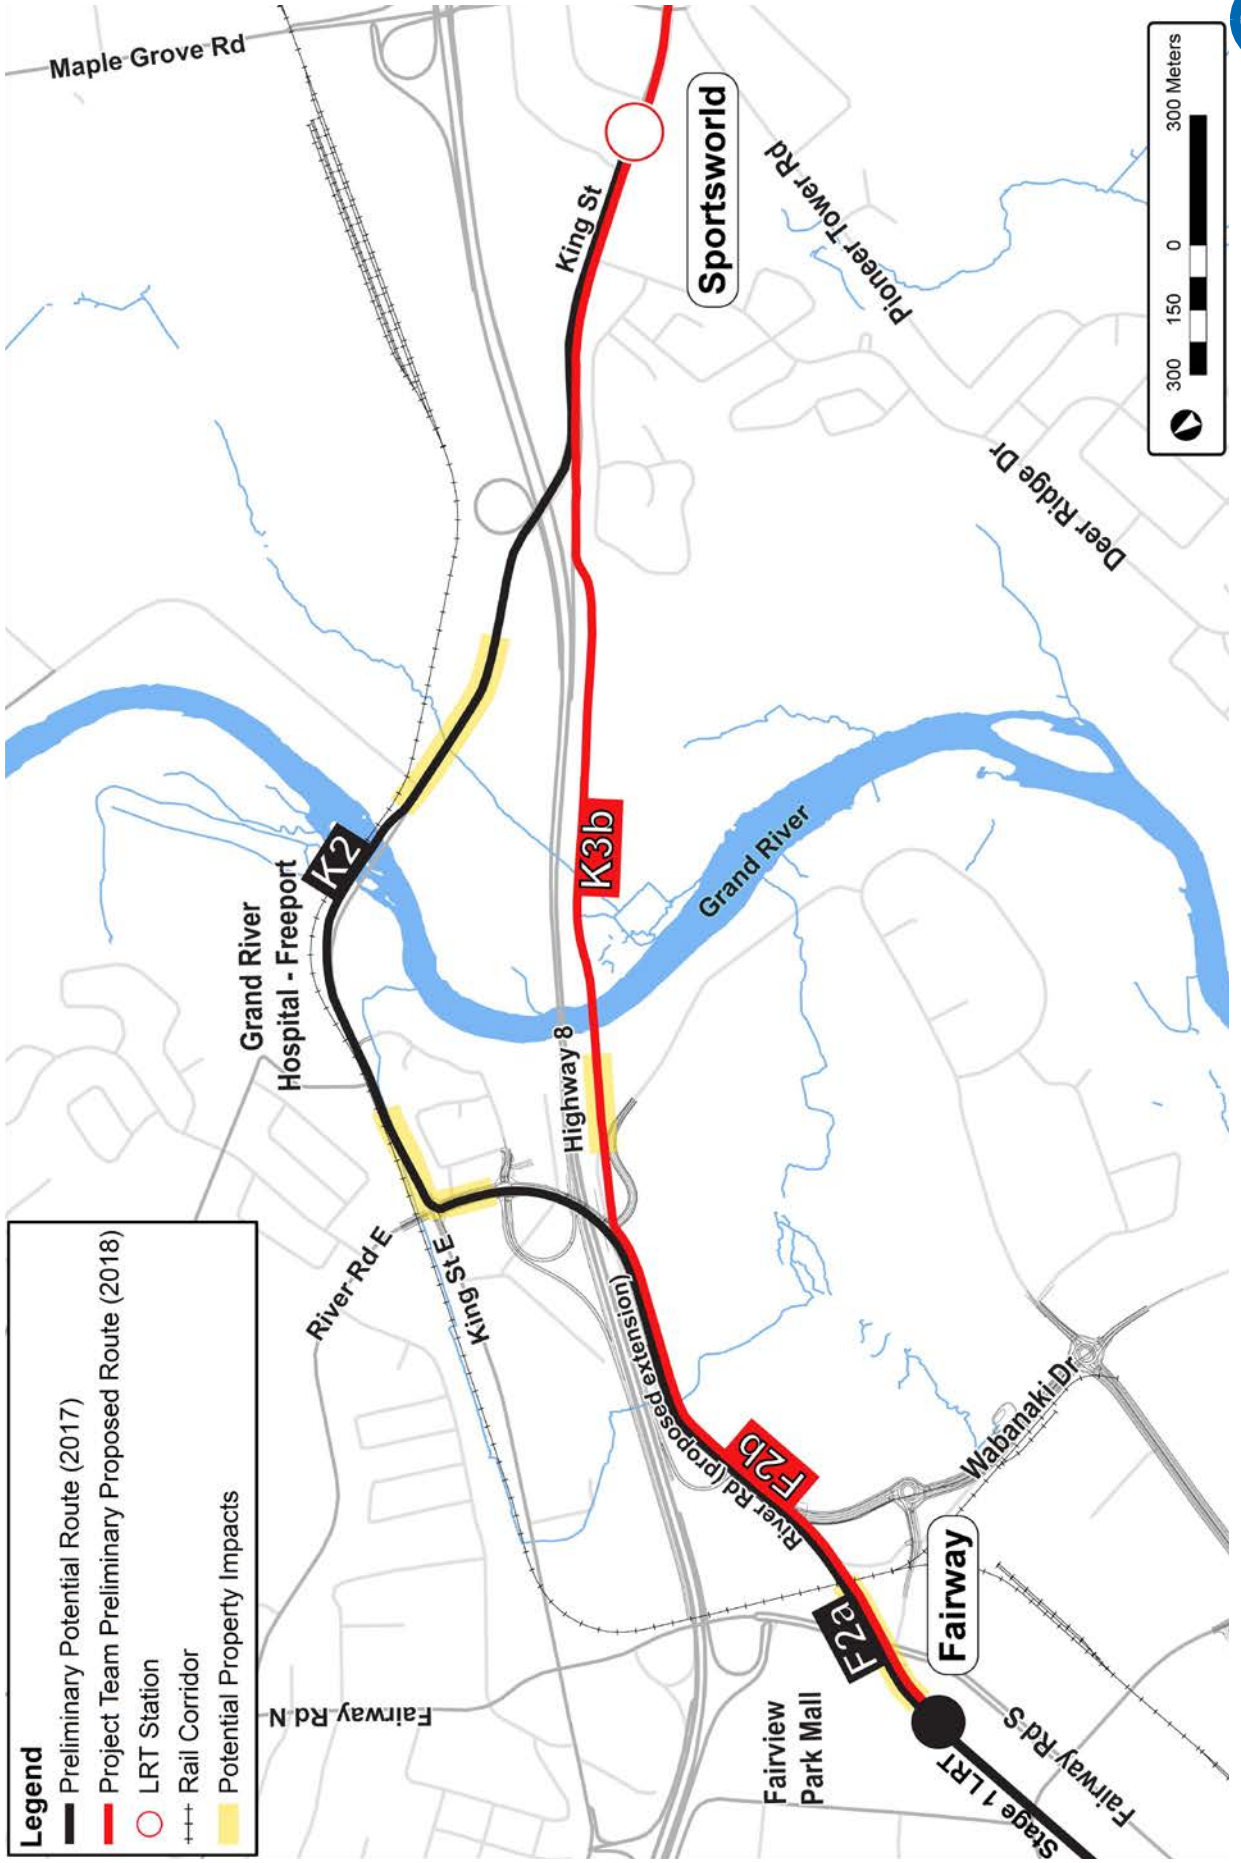 Legend
Preliminary Potential Route (2017)
Project Team Preliminary Proposed Route (2018)
LRT Station
Rail Corridor
Potential Property Impacts
Fairway Rd N
Fairview
Park Mall
Stage 1 LRT
Fairway Rd S
Fairway
F2a
F2b
River Rd (proposed extension)
Wabanaki Dr
River Rd E
King St E
Highway 8
Grand River
Hospital - Freeport
K2
K3b
Grand River
King St
Sportsworld
Maple Grove Rd
Pioneer Tower Rd
Deer Ridge Dr
300 150 0 300 Meters